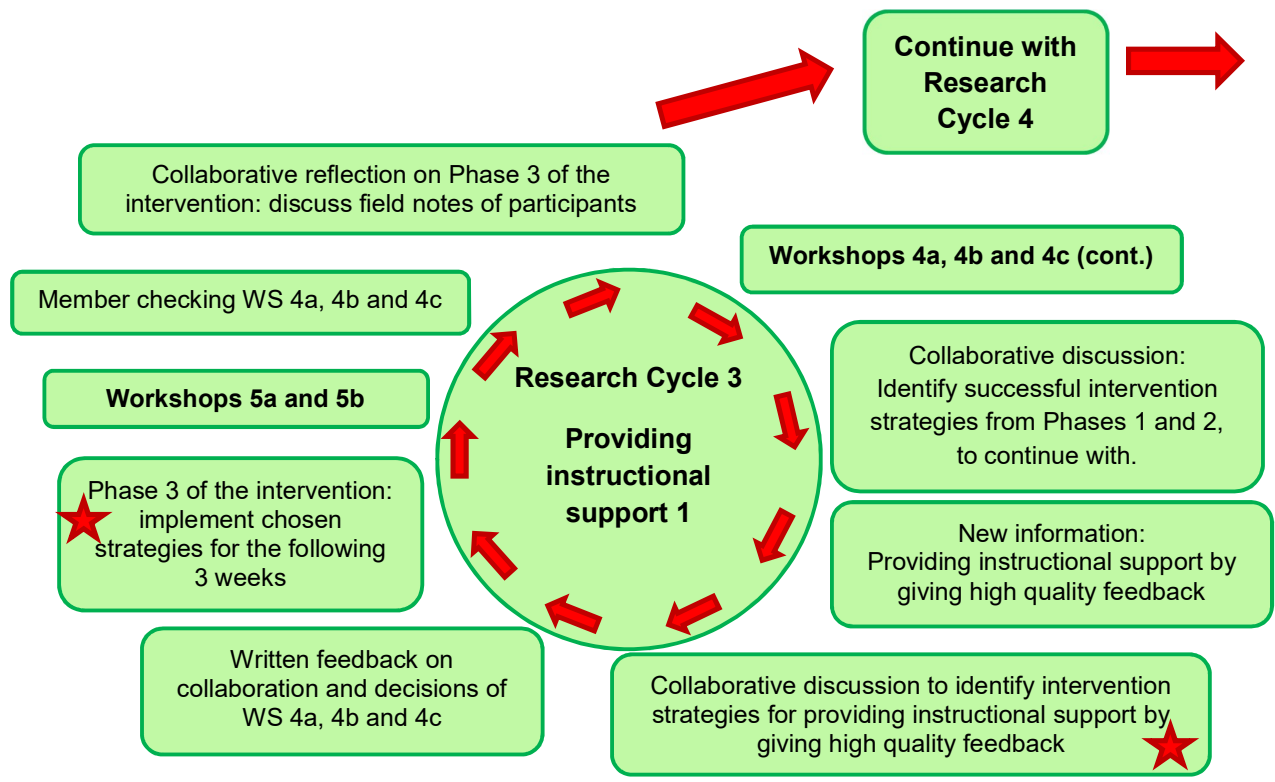 Continue with
Research
Cycle 4
Collaborative reflection on Phase 3 of the
intervention: discuss field notes of participants
Workshops 4a, 4b and 4c (cont.)
Member checking WS 4a, 4b and 4c
Research Cycle 3
Providing
instructional
support 1
Collaborative discussion:
Identify successful intervention
strategies from Phases 1 and 2,
to continue with.
Workshops 5a and 5b
Phase 3 of the intervention:
implement chosen
strategies for the following
3 weeks
New information:
Providing instructional support by
giving high quality feedback
Written feedback on
collaboration and decisions of
WS 4a, 4b and 4c
Collaborative discussion to identify intervention
strategies for providing instructional support by
giving high quality feedback